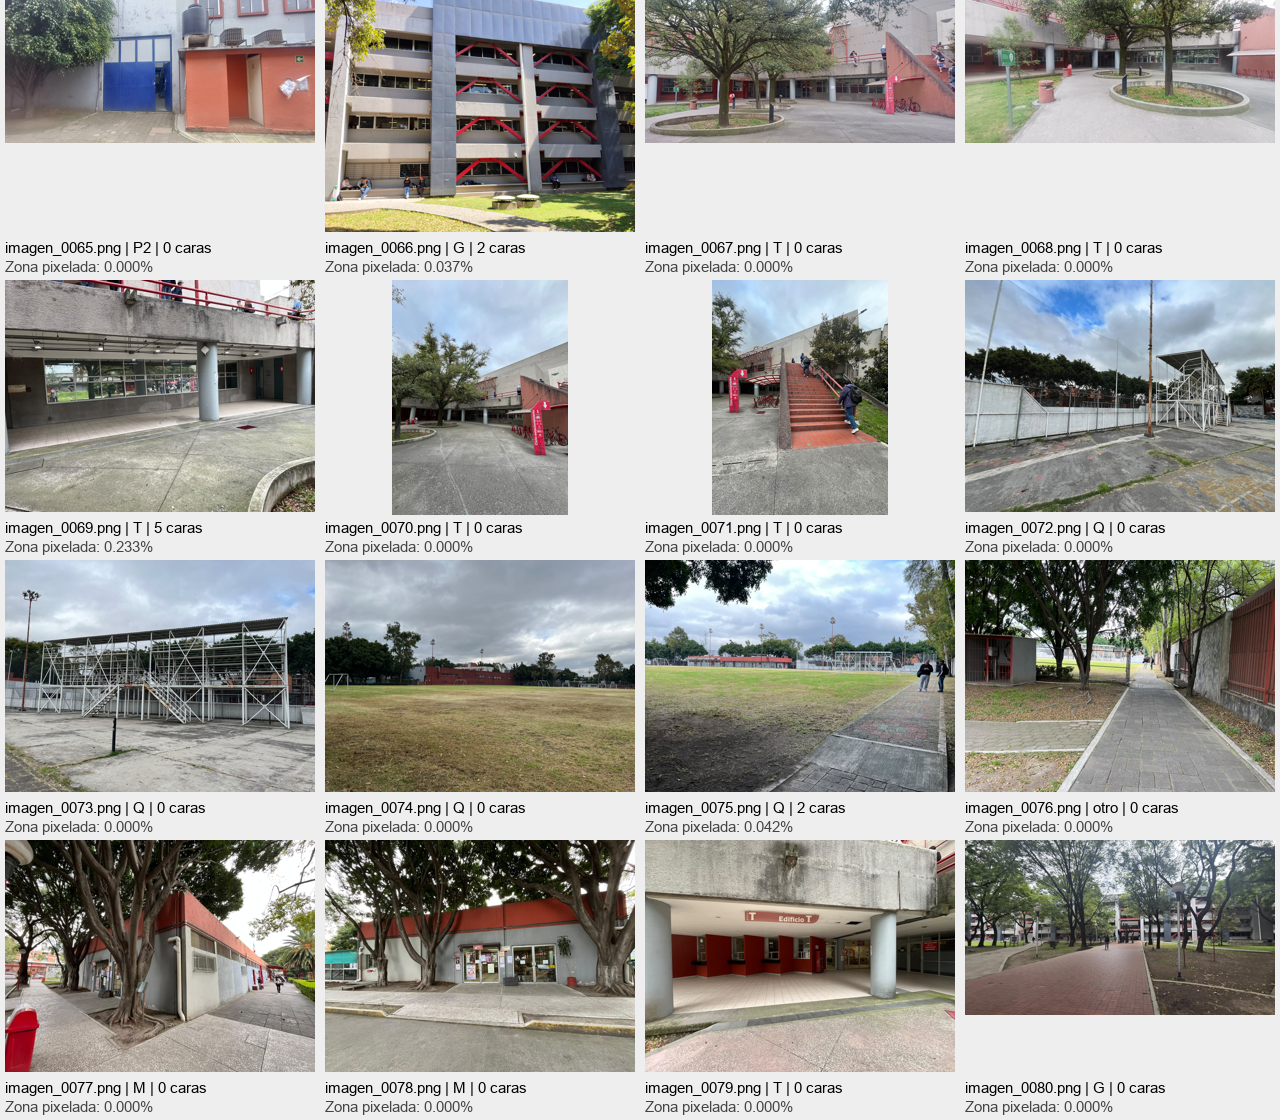 imagen_0065.png | P2 | 0 caras
Zona pixelada: 0.000%
imagen_0066.png | G | 2 caras
Zona pixelada: 0.037%
imagen_0067.png | T | 0 caras
Zona pixelada: 0.000%
imagen_0068.png | T | 0 caras
Zona pixelada: 0.000%
imagen_0069.png | T | 5 caras
Zona pixelada: 0.233%
imagen_0070.png | T | 0 caras
Zona pixelada: 0.000%
imagen_0071.png | T | 0 caras
Zona pixelada: 0.000%
imagen_0072.png | Q | 0 caras
Zona pixelada: 0.000%
imagen_0073.png | Q | 0 caras
Zona pixelada: 0.000%
imagen_0074.png | Q | 0 caras
Zona pixelada: 0.000%
imagen_0075.png | Q | 2 caras
Zona pixelada: 0.042%
imagen_0076.png | otro | 0 caras
Zona pixelada: 0.000%
T Edificio T
imagen_0077.png | M | 0 caras
Zona pixelada: 0.000%
imagen_0078.png | M | 0 caras
Zona pixelada: 0.000%
imagen_0079.png | T | 0 caras
Zona pixelada: 0.000%
imagen_0080.png | G | 0 caras
Zona pixelada: 0.000%